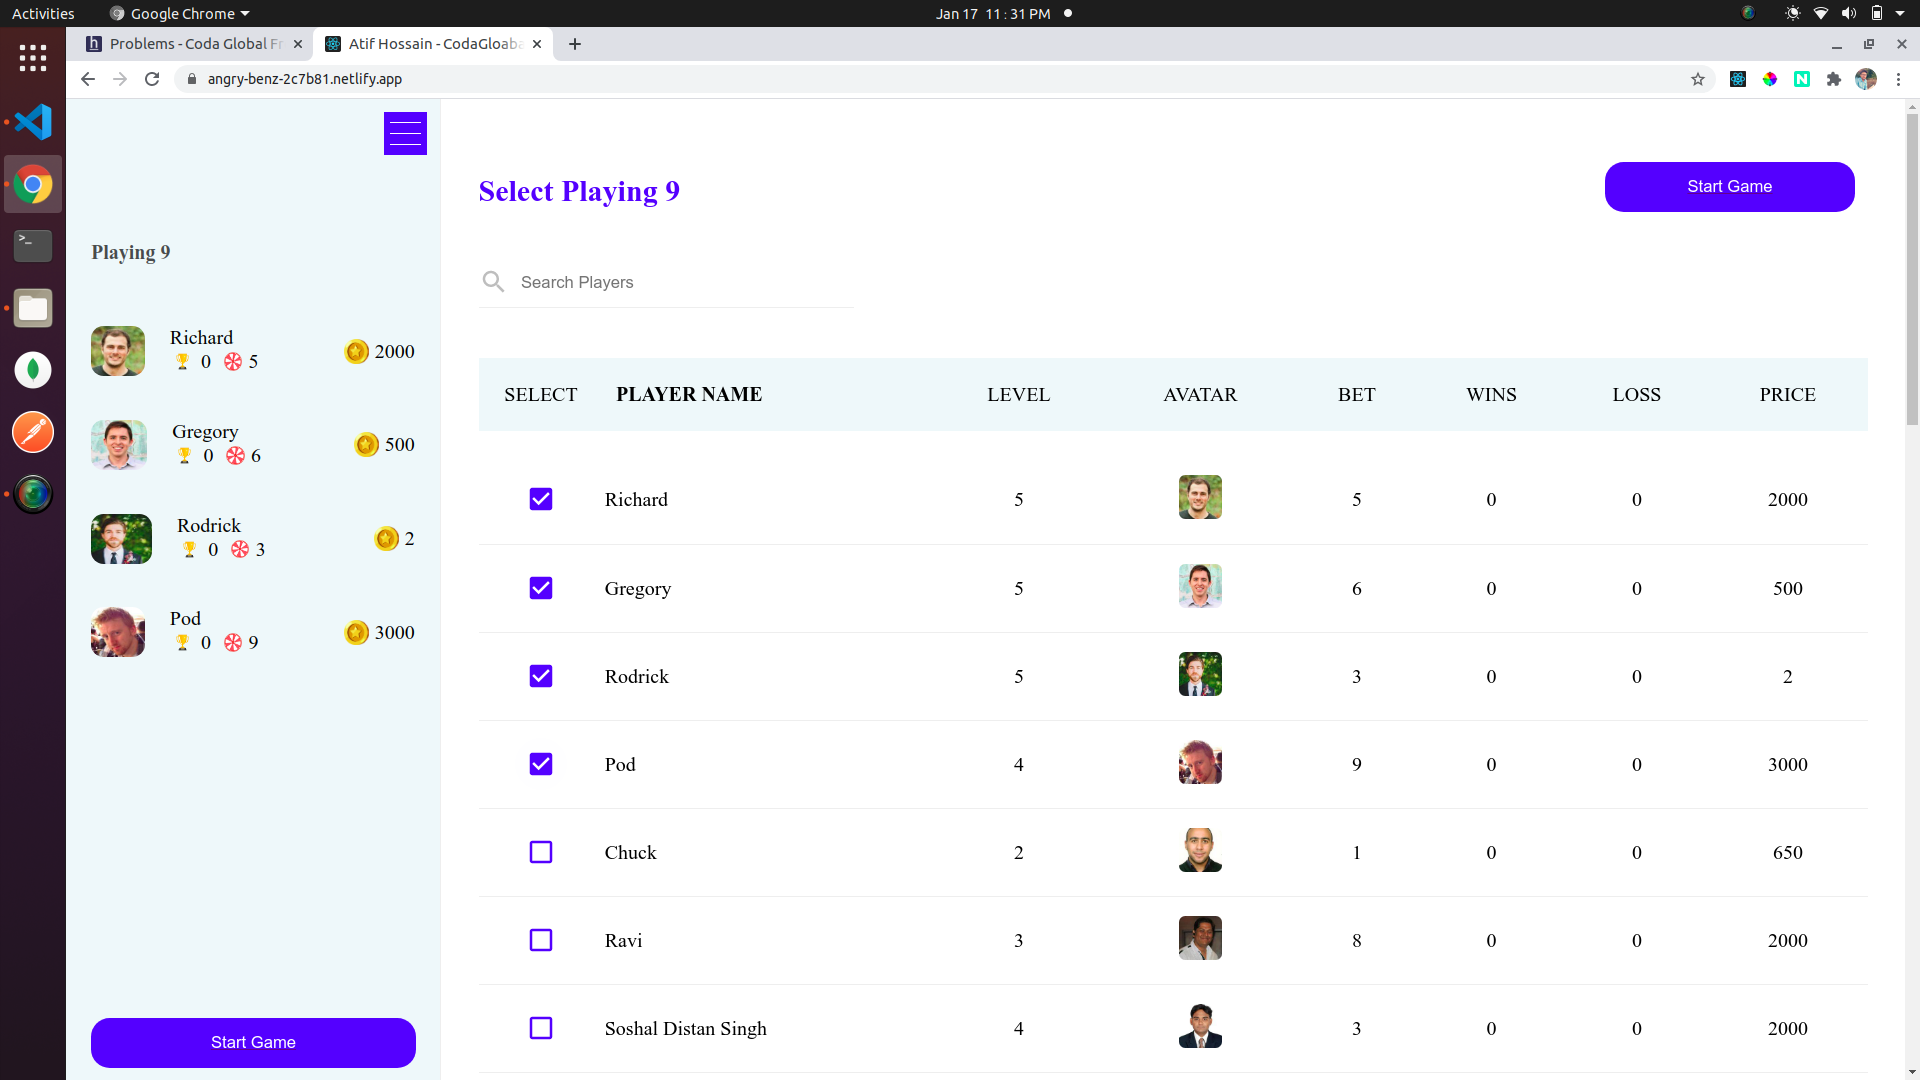 Activities Google Chrome Jan 17 11:31 PM
Problems - Coda Global Fr Atif Hossain - CodaGloaba
angry-benz-2c7b81.netlify.app
Select Playing 9
Start Game
Playing 9
Search Players
Richard
0 5
2000
Gregory
0 6
500
Rodrick
0 3
2
Pod
0 9
3000
Start Game
SELECT PLAYER NAME LEVEL AVATAR BET WINS LOSS PRICE
Richard 5 5 0 0 2000
Gregory 5 6 0 0 500
Rodrick 5 3 0 0 2
Pod 4 9 0 0 3000
Chuck 2 1 0 0 650
Ravi 3 8 0 0 2000
Soshal Distan Singh 4 3 0 0 2000